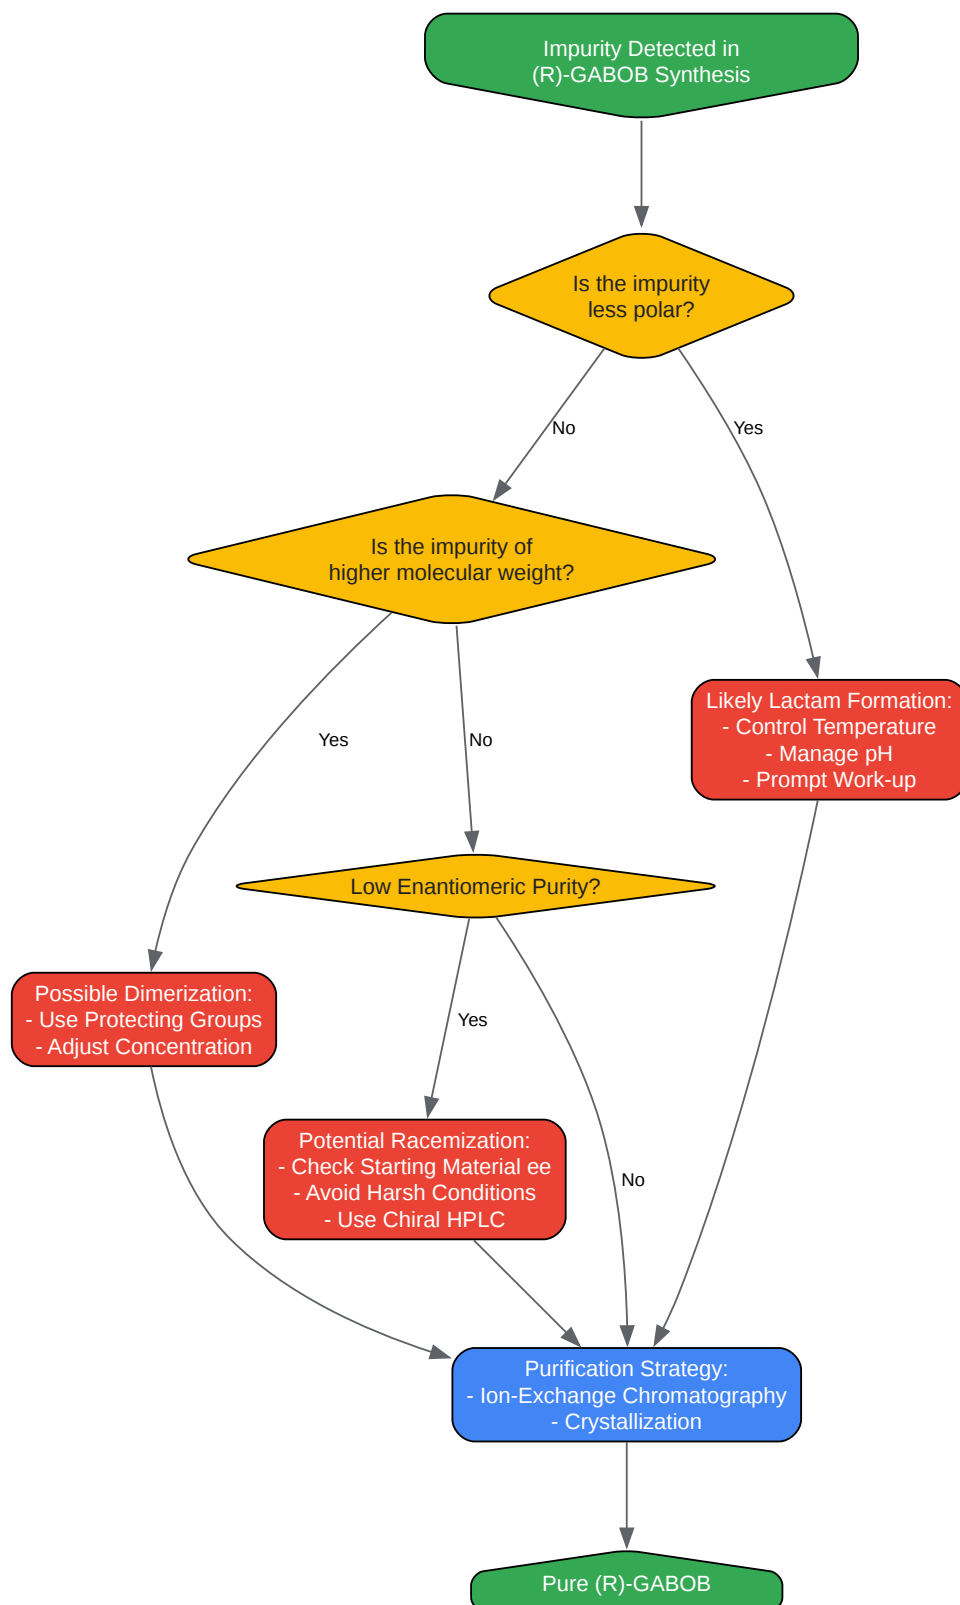 Impurity Detected in
(R)-GABOB Synthesis
Is the impurity
less polar?
No
Yes
Is the impurity of
higher molecular weight?
Likely Lactam Formation:
- Control Temperature
- Manage pH
- Prompt Work-up
Yes
No
Low Enantiomeric Purity?
Possible Dimerization:
- Use Protecting Groups
- Adjust Concentration
Yes
Potential Racemization:
- Check Starting Material ee
- Avoid Harsh Conditions
- Use Chiral HPLC
No
Purification Strategy:
- Ion-Exchange Chromatography
- Crystallization
Pure (R)-GABOB